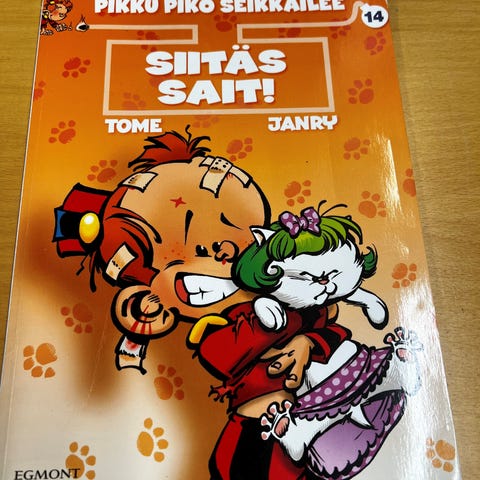 PIKKU PIKO SEIKKAILEE
14
SIITÄS
SAIT!
TOME JANRY
EGMONT